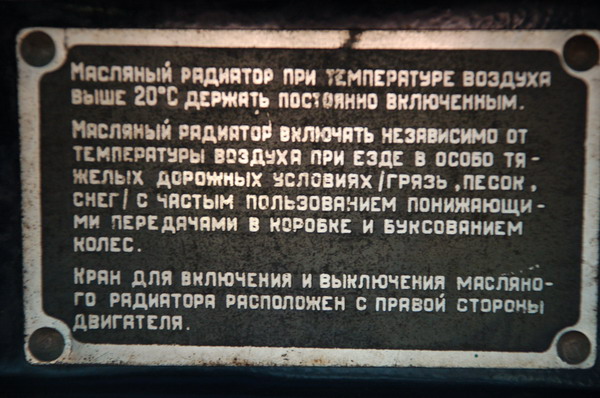 Масляный радиатор при температуре воздуха
выше 20°С держать постоянно включенным.
Масляный радиатор включать независимо от
температуры воздуха при езде в особо тя-
желых дорожных условиях/грязь, песок,
снег/ с частым пользованием понижающи-
ми передачами в коробке и буксованием
колес.
Кран для включения и выключения масляно-
го радиатора расположен с правой стороны
двигателя.